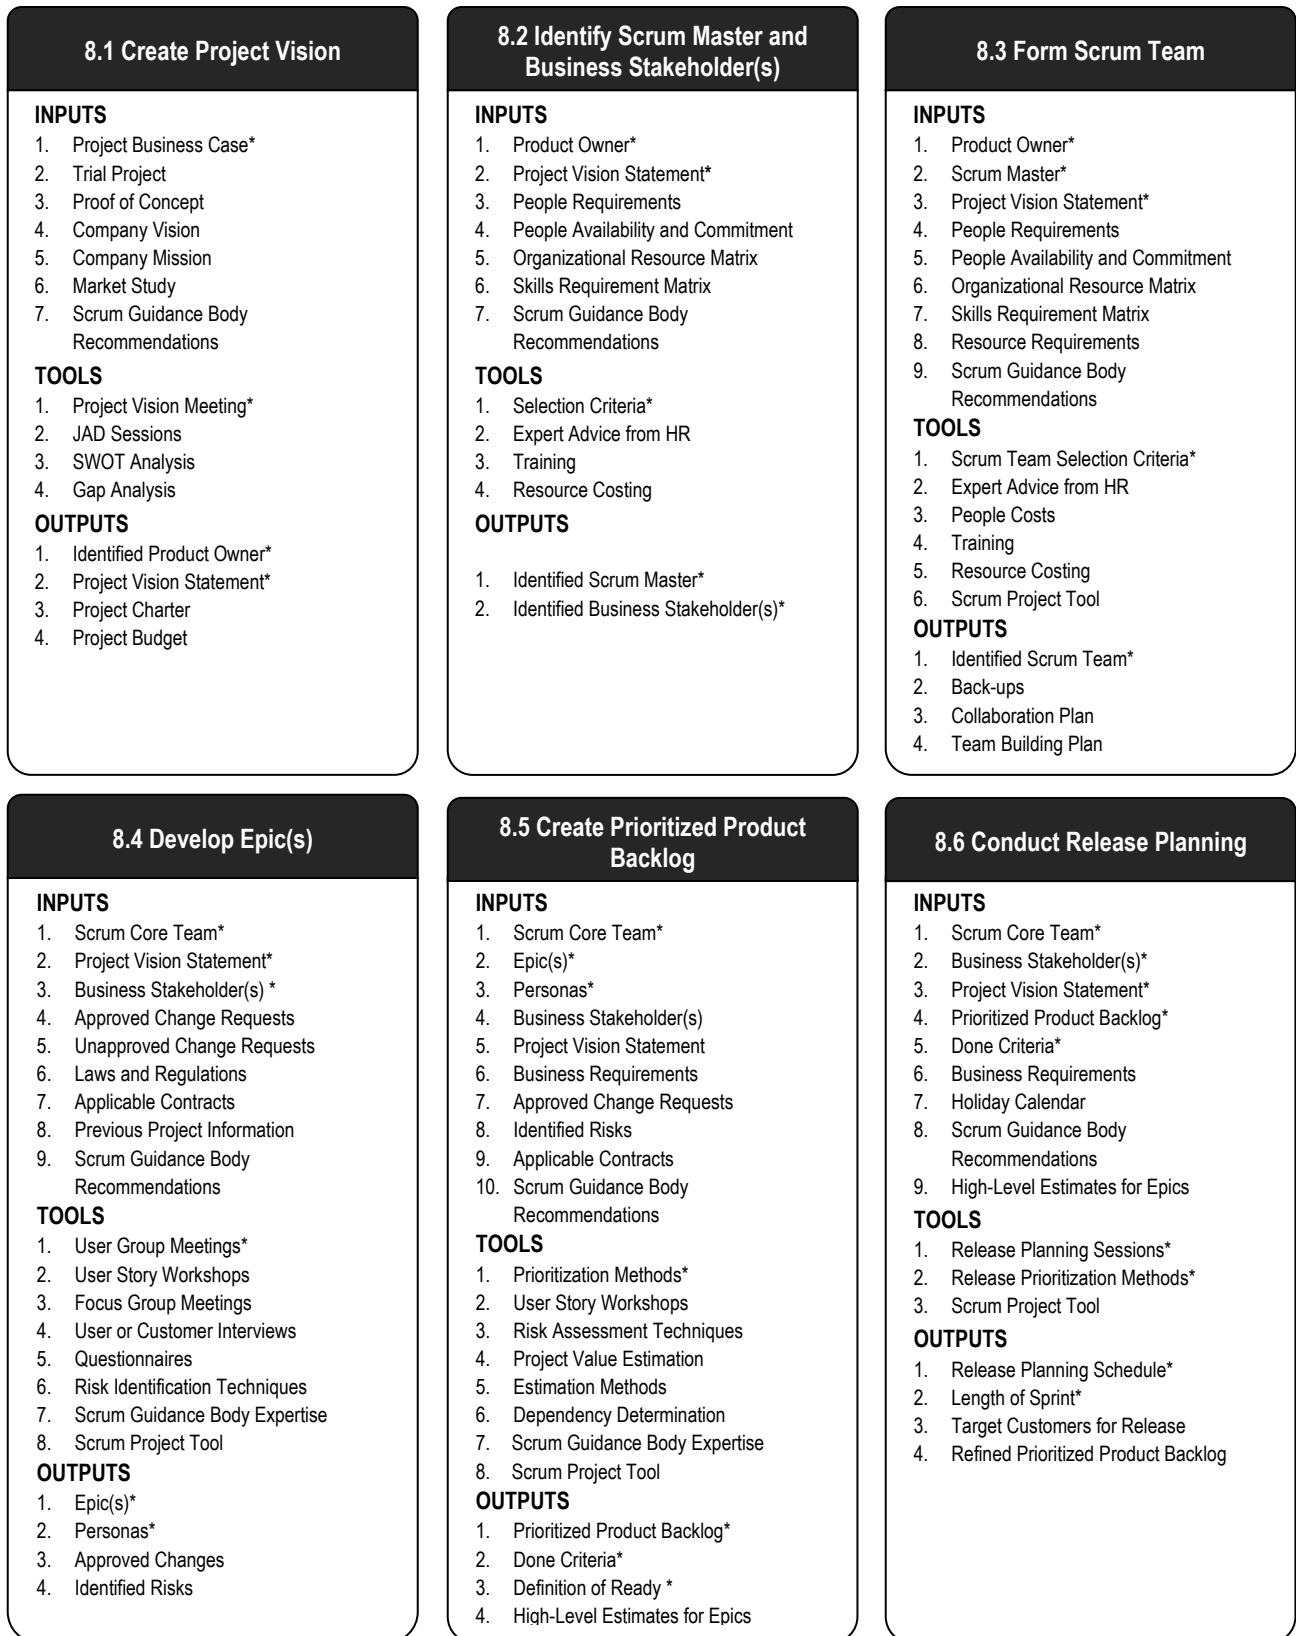 8.1 Create Project Vision
INPUTS
1. Project Business Case*
2. Trial Project
3. Proof of Concept
4. Company Vision
5. Company Mission
6. Market Study
7. Scrum Guidance Body
Recommendations
TOOLS
1. Project Vision Meeting*
2. JAD Sessions
3. SWOT Analysis
4. Gap Analysis
OUTPUTS
1. Identified Product Owner*
2. Project Vision Statement*
3. Project Charter
4. Project Budget
8.2 Identify Scrum Master and
Business Stakeholder(s)
INPUTS
1. Product Owner*
2. Project Vision Statement*
3. People Requirements
4. People Availability and Commitment
5. Organizational Resource Matrix
6. Skills Requirement Matrix
7. Scrum Guidance Body
Recommendations
TOOLS
1. Selection Criteria*
2. Expert Advice from HR
3. Training
4. Resource Costing
OUTPUTS
1. Identified Scrum Master*
2. Identified Business Stakeholder(s)*
8.3 Form Scrum Team
INPUTS
1. Product Owner*
2. Scrum Master*
3. Project Vision Statement*
4. People Requirements
5. People Availability and Commitment
6. Organizational Resource Matrix
7. Skills Requirement Matrix
8. Resource Requirements
9. Scrum Guidance Body
Recommendations
TOOLS
1. Scrum Team Selection Criteria*
2. Expert Advice from HR
3. People Costs
4. Training
5. Resource Costing
6. Scrum Project Tool
OUTPUTS
1. Identified Scrum Team*
2. Back-ups
3. Collaboration Plan
4. Team Building Plan
8.4 Develop Epic(s)
INPUTS
1. Scrum Core Team*
2. Project Vision Statement*
3. Business Stakeholder(s) *
4. Approved Change Requests
5. Unapproved Change Requests
6. Laws and Regulations
7. Applicable Contracts
8. Previous Project Information
9. Scrum Guidance Body
Recommendations
TOOLS
1. User Group Meetings*
2. User Story Workshops
3. Focus Group Meetings
4. User or Customer Interviews
5. Questionnaires
6. Risk Identification Techniques
7. Scrum Guidance Body Expertise
8. Scrum Project Tool
OUTPUTS
1. Epic(s)*
2. Personas*
3. Approved Changes
4. Identified Risks
8.5 Create Prioritized Product
Backlog
INPUTS
1. Scrum Core Team*
2. Epic(s)*
3. Personas*
4. Business Stakeholder(s)
5. Project Vision Statement
6. Business Requirements
7. Approved Change Requests
8. Identified Risks
9. Applicable Contracts
10. Scrum Guidance Body
Recommendations
TOOLS
1. Prioritization Methods*
2. User Story Workshops
3. Risk Assessment Techniques
4. Project Value Estimation
5. Estimation Methods
6. Dependency Determination
7. Scrum Guidance Body Expertise
8. Scrum Project Tool
OUTPUTS
1. Prioritized Product Backlog*
2. Done Criteria*
3. Definition of Ready *
4. High-Level Estimates for Epics
8.6 Conduct Release Planning
INPUTS
1. Scrum Core Team*
2. Business Stakeholder(s)*
3. Project Vision Statement*
4. Prioritized Product Backlog*
5. Done Criteria*
6. Business Requirements
7. Holiday Calendar
8. Scrum Guidance Body
Recommendations
9. High-Level Estimates for Epics
TOOLS
1. Release Planning Sessions*
2. Release Prioritization Methods*
3. Scrum Project Tool
OUTPUTS
1. Release Planning Schedule*
2. Length of Sprint*
3. Target Customers for Release
4. Refined Prioritized Product Backlog